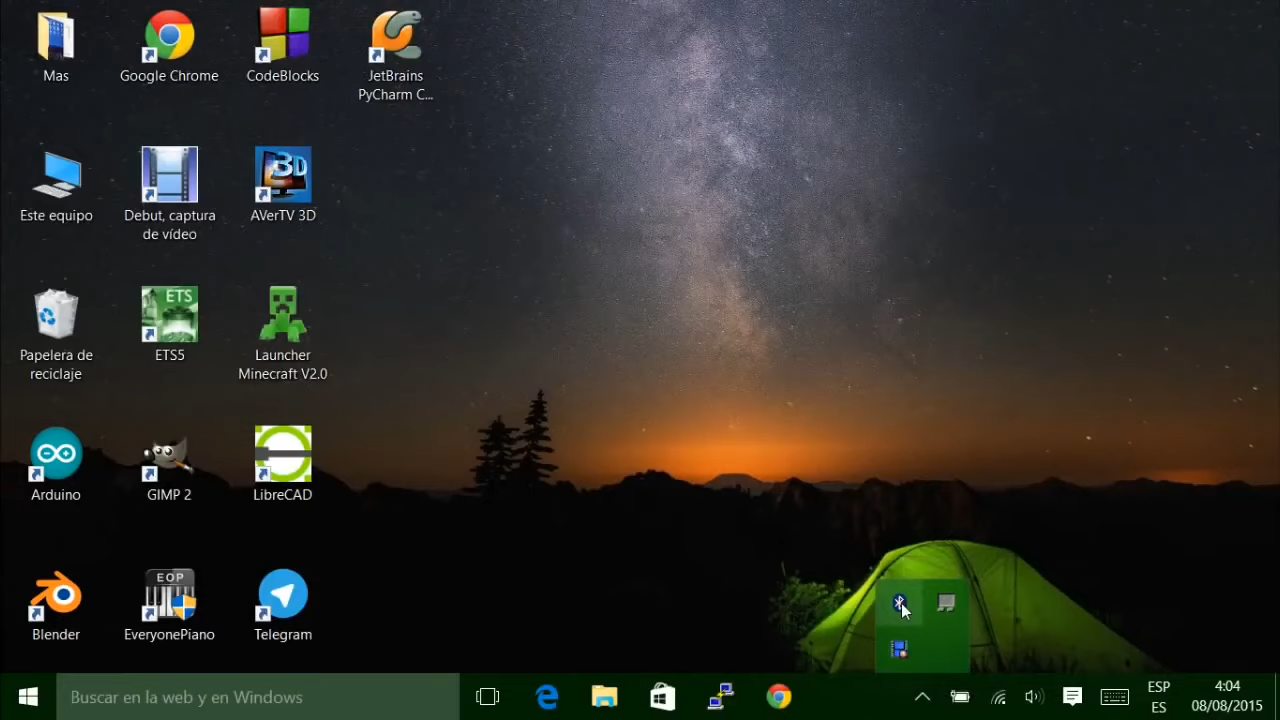 Mas
Google Chrome
CodeBlocks
JetBrains
PyCharm C...
Este equipo
Debut, captura
de vídeo
3D
AVerTV 3D
Papelera de
reciclaje
ETS
ETS5
Launcher
Minecraft V2.0
Arduino
GIMP 2
LibreCAD
Blender
EOP
EveryonePiano
Telegram
Buscar en la web y en Windows
ESP
ES
4:04
08/08/2015